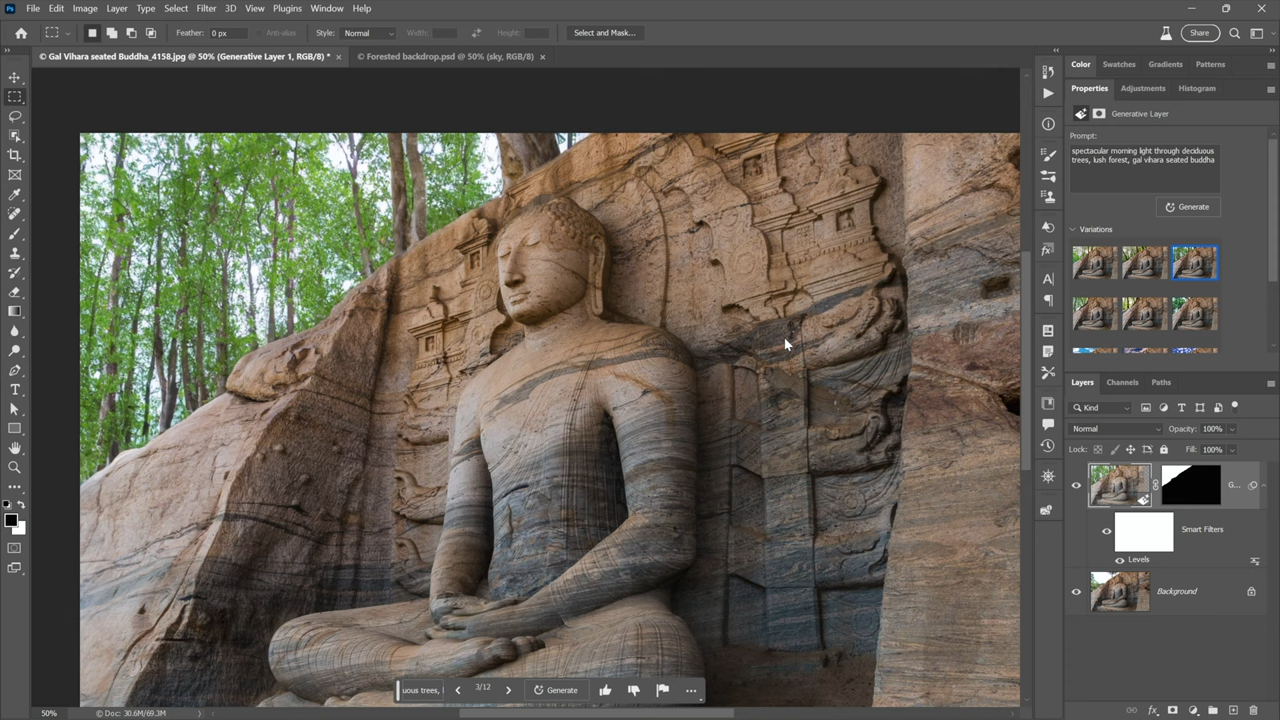 Ps File Edit Image Layer Type Select Filter 3D View Plugins Window Help
Feather: 0 px Anti-alias Style: Normal Width: Height: Select and Mask... Share
© Gal Vihara seated Buddha_4158.jpg @ 50% (Generative Layer 1, RGB/8) * × © Forested backdrop.psd @ 50% (sky, RGB/8) ×
Color Swatches Gradients Patterns
Properties Adjustments Histogram
Generative Layer
Prompt:
spectacular morning light through deciduous
trees, lush forest, gal vihara seated buddha
Generate
Variations
Layers Channels Paths
Kind
Normal Opacity: 100%
Lock: Fill: 100%
G...
Smart Filters
Levels
Background
uous trees, 3/12 Generate
50% © Doc: 30.6M/69.3M